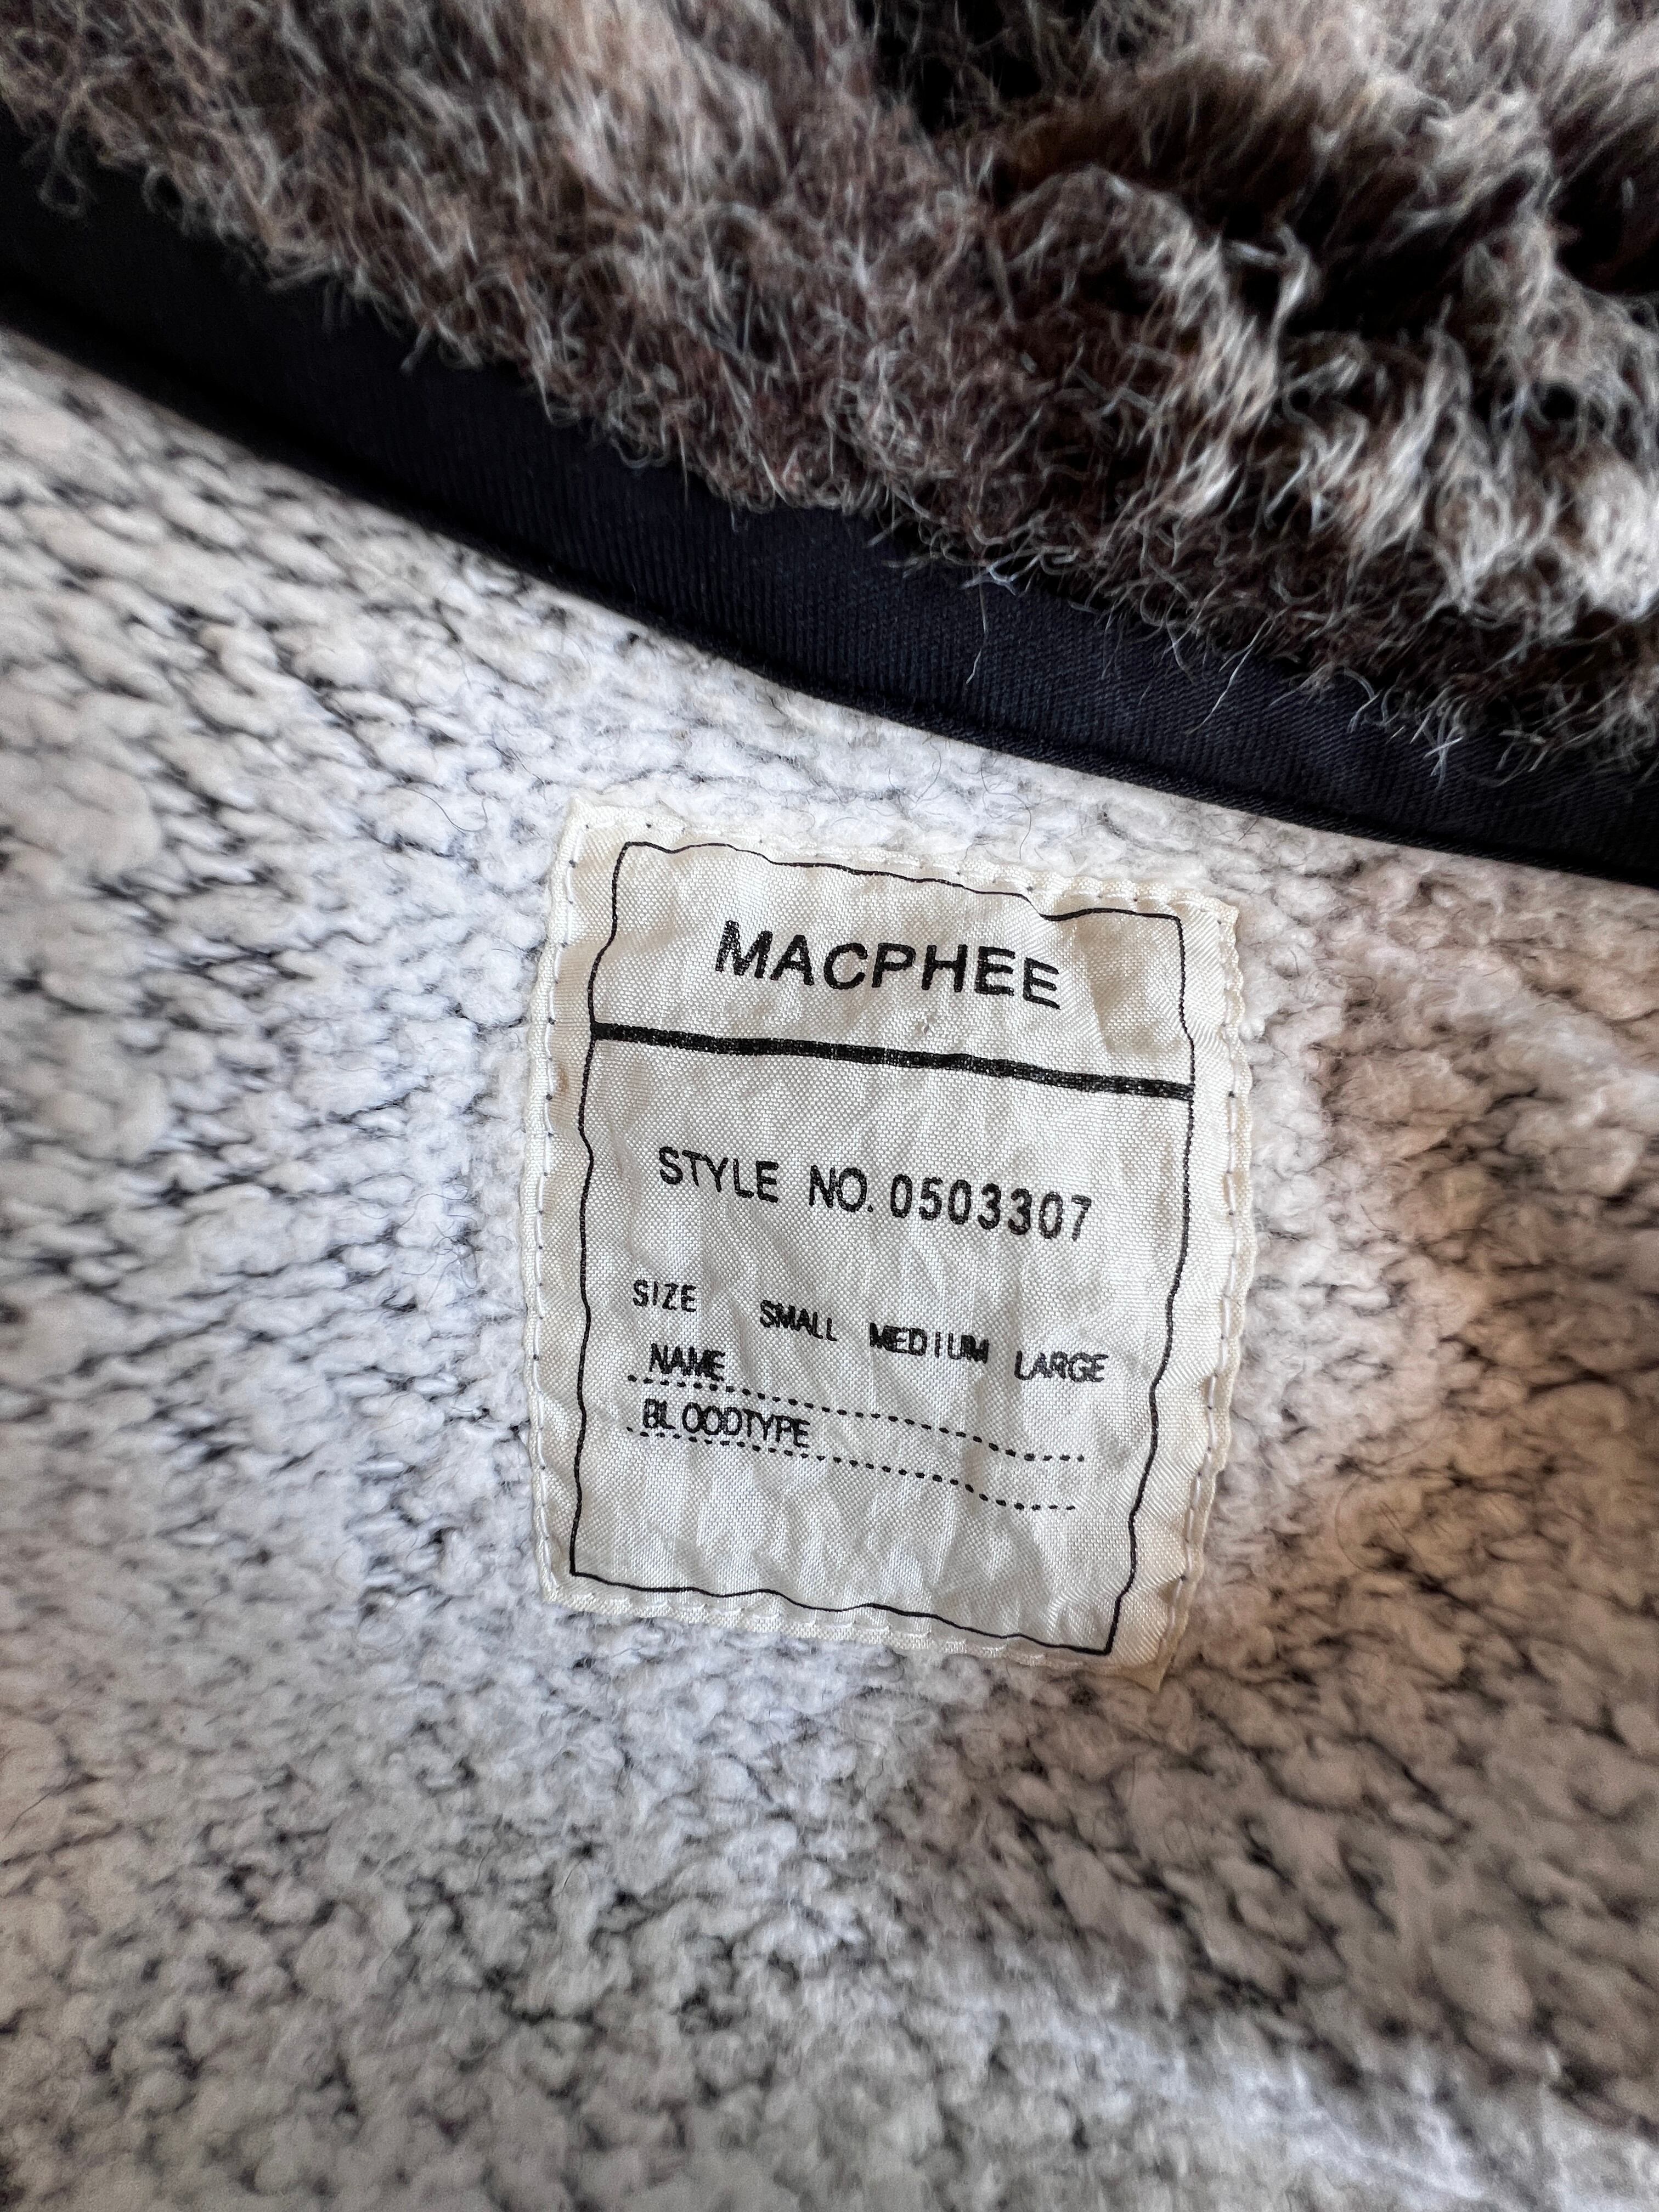 MACPHEE
STYLE NO. 0503307
SIZE SMALL MEDIUM LARGE
NAME
BLOODTYPE